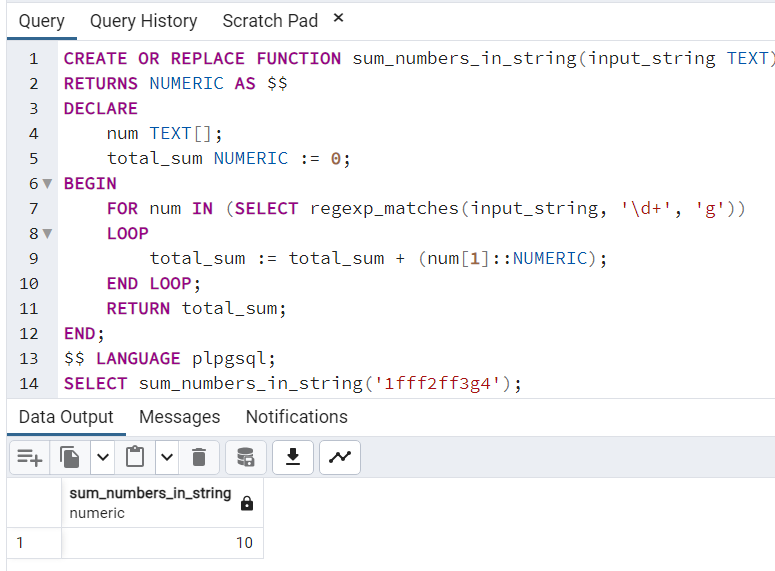 Query Query History Scratch Pad ×
1 CREATE OR REPLACE FUNCTION sum_numbers_in_string(input_string TEXT)
2 RETURNS NUMERIC AS $$
3 DECLARE
4     num TEXT[];
5     total_sum NUMERIC := 0;
6 BEGIN
7     FOR num IN (SELECT regexp_matches(input_string, '\d+', 'g'))
8     LOOP
9         total_sum := total_sum + (num[1]::NUMERIC);
10     END LOOP;
11     RETURN total_sum;
12 END;
13 $$ LANGUAGE plpgsql;
14 SELECT sum_numbers_in_string('1fff2ff3g4');
Data Output Messages Notifications
sum_numbers_in_string
numeric
1 10